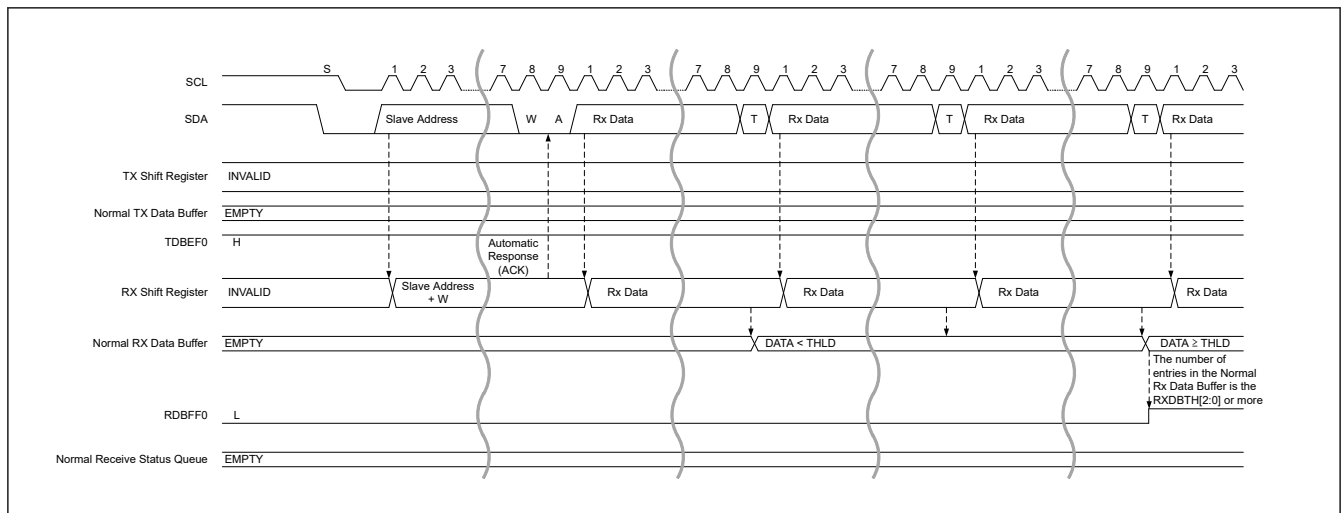 S 1 2 3 7 8 9 1 2 3 7 8 9 1 2 3 7 8 9 1 2 3 7 8 9 1 2 3
SCL
SDA Slave Address W A Rx Data T Rx Data T Rx Data T Rx Data
TX Shift Register INVALID
Normal TX Data Buffer EMPTY
TDBEF0 H
Automatic
Response
(ACK)
RX Shift Register INVALID Slave Address
+ W
Rx Data Rx Data Rx Data Rx Data
Normal RX Data Buffer EMPTY DATA < THLD DATA ≥ THLD
The number of
entries in the Normal
Rx Data Buffer is the
RXDBTH[2:0] or more
RDBFF0 L
Normal Receive Status Queue EMPTY